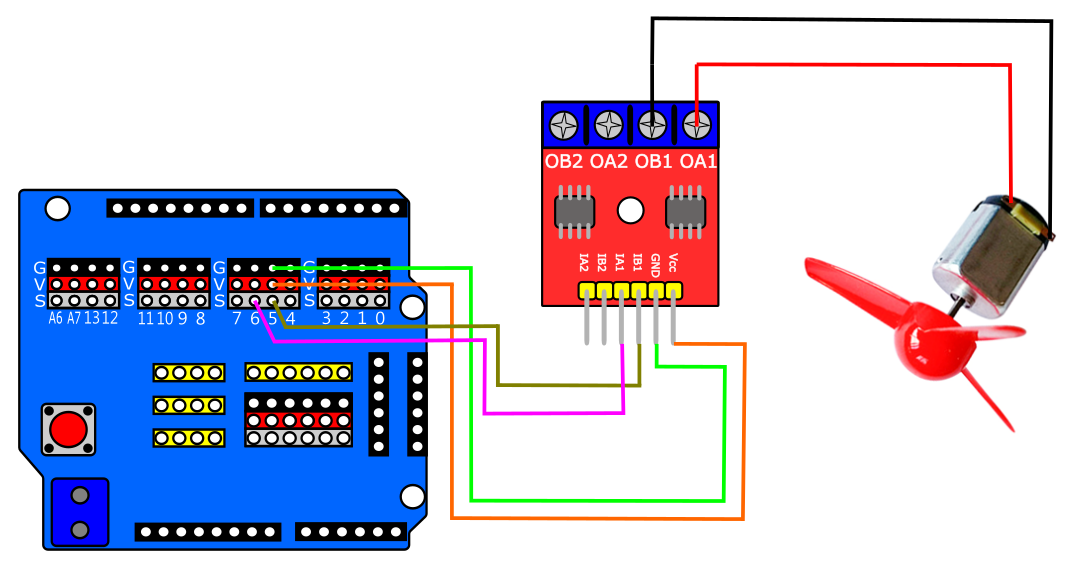 OB2 OA2 OB1 OA1
IA2 IB2 IA1 IB1 GND Vcc
G G G G
V V V V
S S S S
A6 A7 13 12 11 10 9 8 7 6 5 4 3 2 1 0